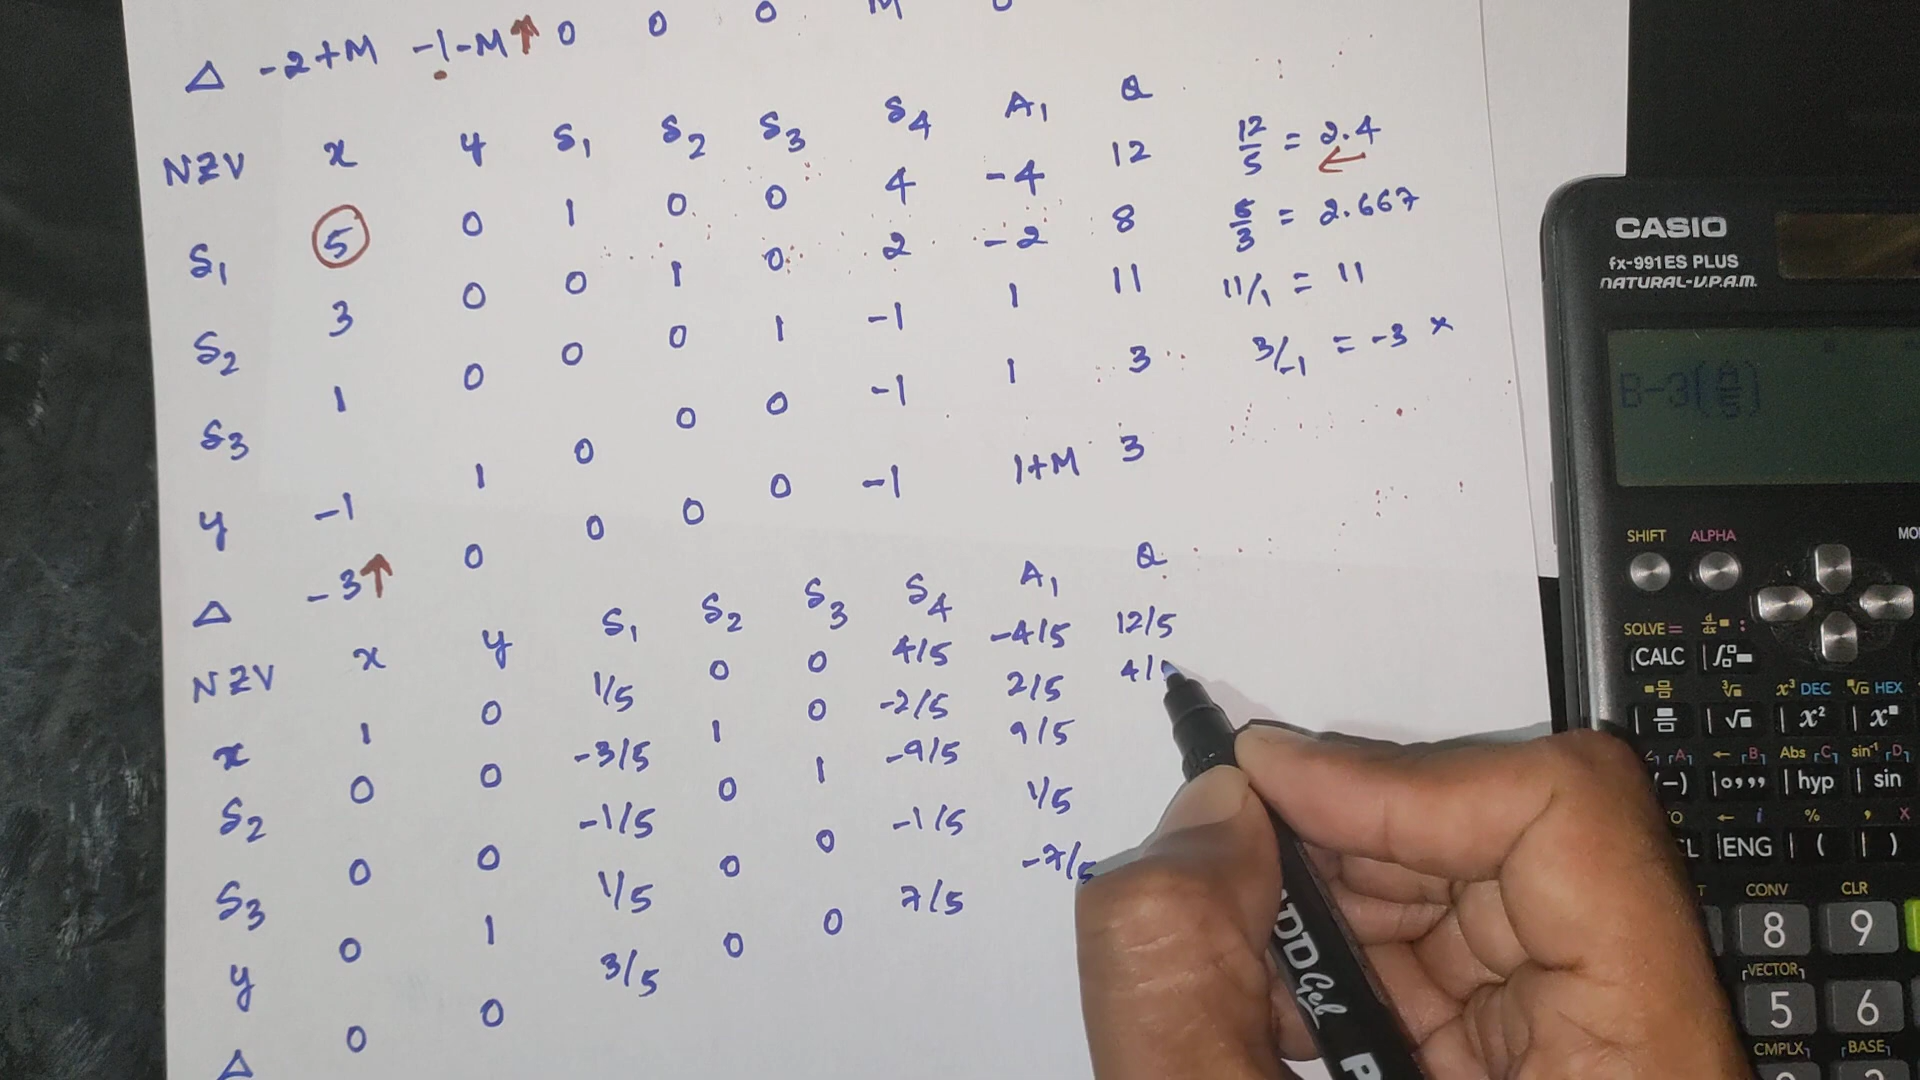 Δ -2+M -1-M↑ 0 0 0 M
NZV x y S1 S2 S3 S4 A1 Q
S1 5 0 1 0 0 4 -4 12 12/5 = 2.4
S2 3 0 0 1 0 2 -2 8 8/3 = 2.667
S3 1 0 0 0 1 -1 1 11 11/1 = 11
y -1 1 0 0 0 -1 1 3 3/-1 = -3 ×
Δ -3↑ 0 0 0 0 -1 1+M 3
NZV x y S1 S2 S3 S4 A1 Q
x 1 0 1/5 0 0 4/5 -4/5 12/5
S2 0 0 -3/5 1 0 -2/5 2/5 4/
S3 0 0 -1/5 0 1 -9/5 9/5
y 0 1 1/5 0 0 -1/5 1/5
Δ 0 0 3/5 0 0 7/5 -7/5
CASIO
fx-991ES PLUS
NATURAL-V.P.A.M.
B-3(
SHIFT ALPHA
SOLVE = d/dx :
CALC
x³ DEC HEX
x²
Abs sin⁻¹
(-) hyp sin
ENG ( )
CONV CLR
8 9
VECTOR
5 6
CMPLX BASE
ADD Gel